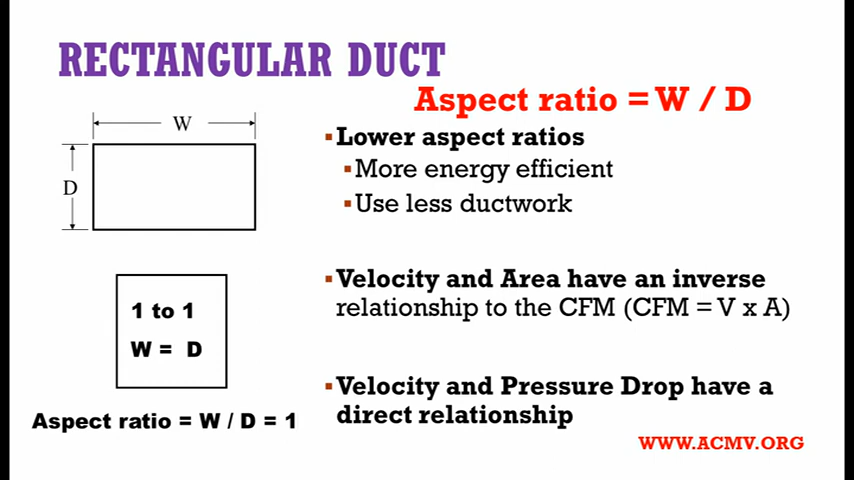 RECTANGULAR DUCT
Aspect ratio = W / D
W
D
▪Lower aspect ratios
▪More energy efficient
▪Use less ductwork
▪Velocity and Area have an inverse
relationship to the CFM (CFM = V x A)
▪Velocity and Pressure Drop have a
direct relationship
1 to 1
W = D
Aspect ratio = W / D = 1
WWW.ACMV.ORG